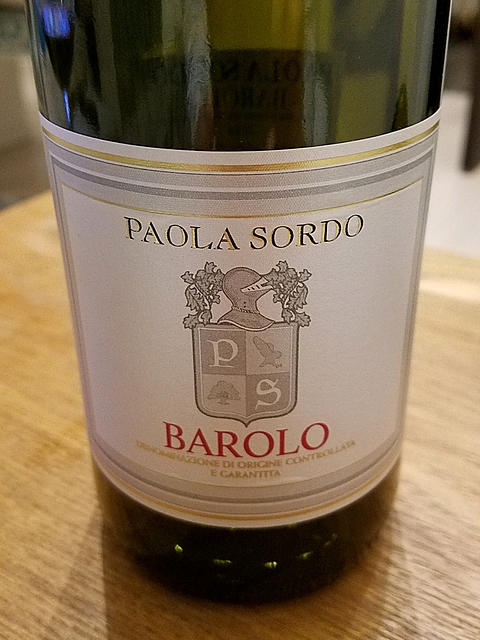 PAOLA SORDO
P
S
BAROLO
DENOMINAZIONE DI ORIGINE CONTROLLATA
E GARANTITA